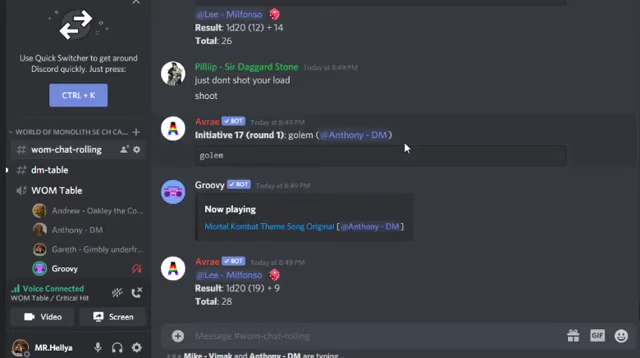 Use Quick Switcher to get around
Discord quickly. Just press:
CTRL + K
WORLD OF MONOLITH SE CH CA...
wom-chat-rolling
dm-table
WOM Table
Andrew - Oakley the Co...
Anthony - DM
Gareth - Gimbly underfr...
Groovy
Voice Connected
WOM Table / Critical Hit
Video
Screen
MR.Hellya
@Lee - Milfonso
Result: 1d20 (12) + 14
Total: 26
Pilliip - Sir Daggard Stone Today at 8:49 PM
just dont shot your load
shoot
Avrae BOT Today at 8:49 PM
Initiative 17 (round 1): golem (@Anthony - DM)
golem
Groovy BOT Today at 8:49 PM
Now playing
Mortal Kombat Theme Song Original [@Anthony - DM]
Avrae BOT Today at 8:49 PM
@Lee - Milfonso
Result: 1d20 (19) + 9
Total: 28
Message #wom-chat-rolling
GIF
Mike - Vimak and Anthony - DM are typing...